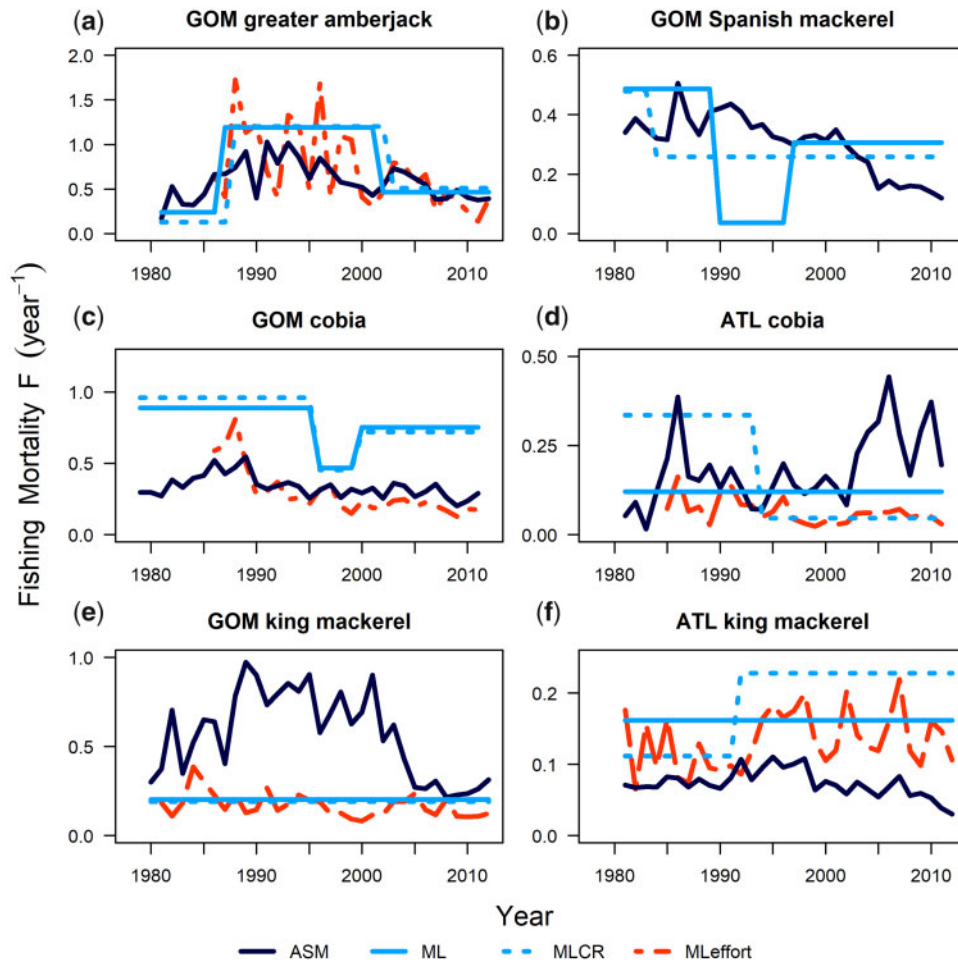 (a) GOM greater amberjack
2.0
1.5
1.0
0.5
0.0
1980 1990 2000 2010
(b) GOM Spanish mackerel
0.6
0.4
0.2
0.0
1980 1990 2000 2010
(c) GOM cobia
1.0
0.5
0.0
1980 1990 2000 2010
(d) ATL cobia
0.50
0.25
0.00
1980 1990 2000 2010
(e) GOM king mackerel
1.0
0.5
0.0
1980 1990 2000 2010
(f) ATL king mackerel
0.2
0.1
0.0
1980 1990 2000 2010
Fishing Mortality F (year⁻¹)
Year
ASM ML MLCR MLeffort